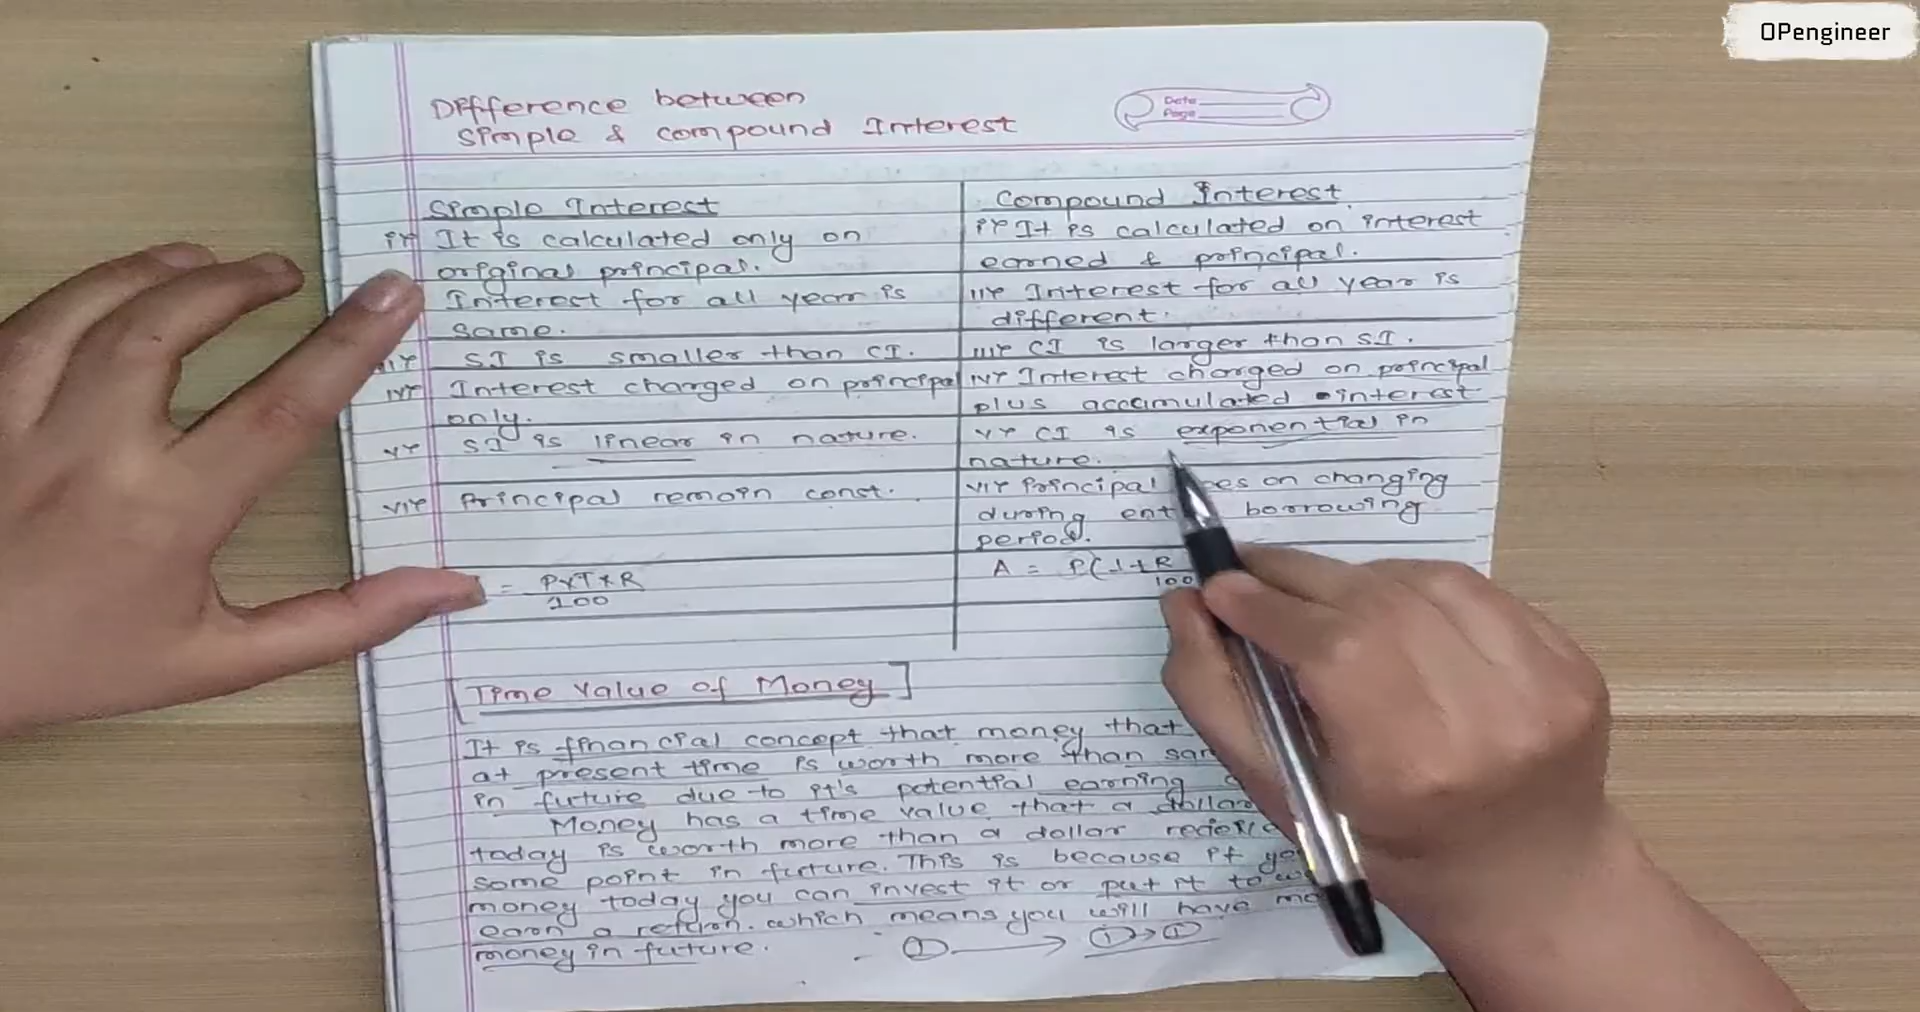 OPengineer
Difference between
simple & compound Interest
Date
Page
Simple Interest
i) It is calculated only on
original principal.
Interest for all year is
same.
iii) S.I is smaller than CI.
iv) Interest charged on principal
only.
v) SI is linear in nature.
vi) Principal remain const.
= P×T×R
100
Compound Interest
i) It is calculated on interest
earned & principal.
ii) Interest for all year is
different.
iii) CI is larger than S.I.
iv) Interest charged on principal
plus accamulated interest
v) CI is exponential in
nature.
vi) Principal on changing
during borrowing
period.
A = P(1+R
100
[Time Value of Money]
It is financial concept that money that
at present time is worth more than
in future due to it's potential earning
Money has a time value that a dollar
today is worth more than a dollar
some point in future. This is because if
money today you can invest it or put it to
earn a return. which means you will have
money in future.
① → ①→①